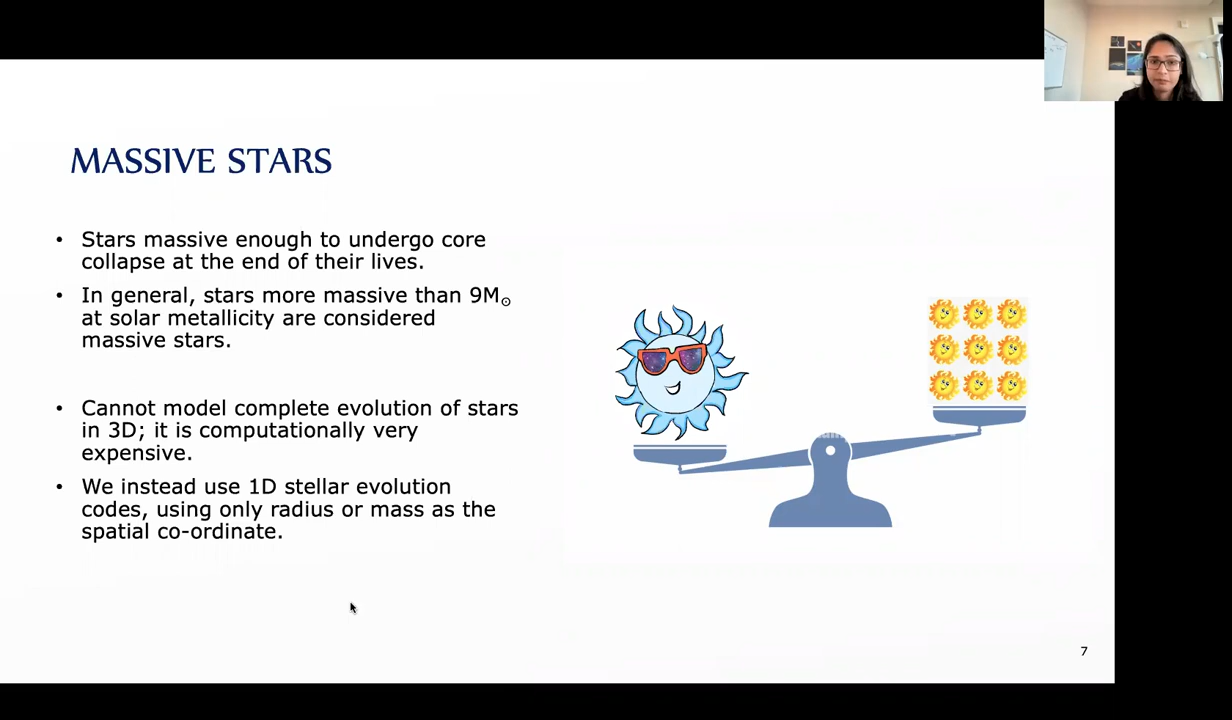 MASSIVE STARS
• Stars massive enough to undergo core
collapse at the end of their lives.
• In general, stars more massive than 9M☉
at solar metallicity are considered
massive stars.
• Cannot model complete evolution of stars
in 3D; it is computationally very
expensive.
• We instead use 1D stellar evolution
codes, using only radius or mass as the
spatial co-ordinate.
7